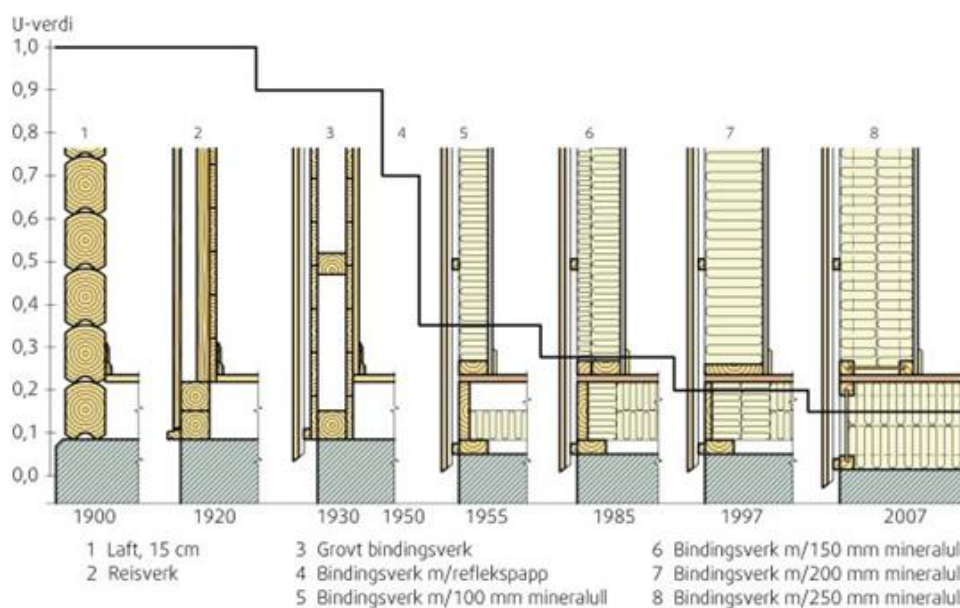 U-verdi
1,0
0,9
0,8
0,7
0,6
0,5
0,4
0,3
0,2
0,1
0,0
1 2 3 4 5 6 7 8
1900 1920 1930 1950 1955 1985 1997 2007
1 Laft, 15 cm
2 Reisverk
3 Grovt bindingsverk
4 Bindingsverk m/reflekspapp
5 Bindingsverk m/100 mm mineralull
6 Bindingsverk m/150 mm mineralul
7 Bindingsverk m/200 mm mineralul
8 Bindingsverk m/250 mm mineralul